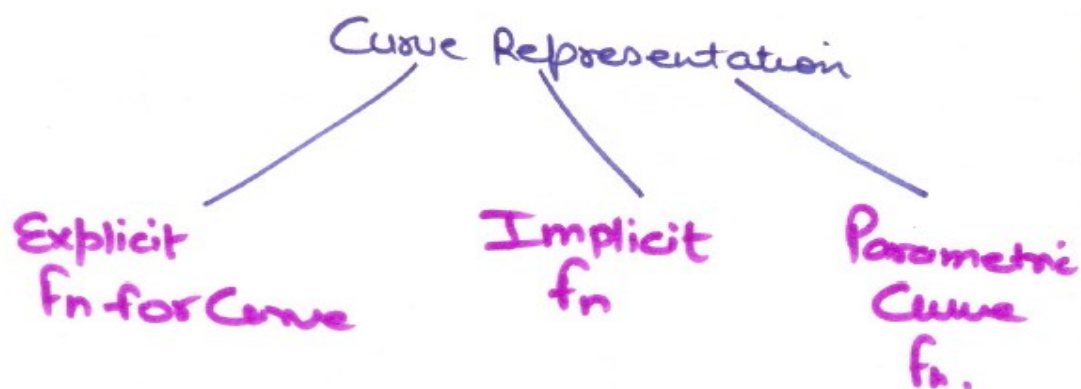 Curve Representation
Explicit
fn for Curve
Implicit
fn
Parametric
Curve
fn.